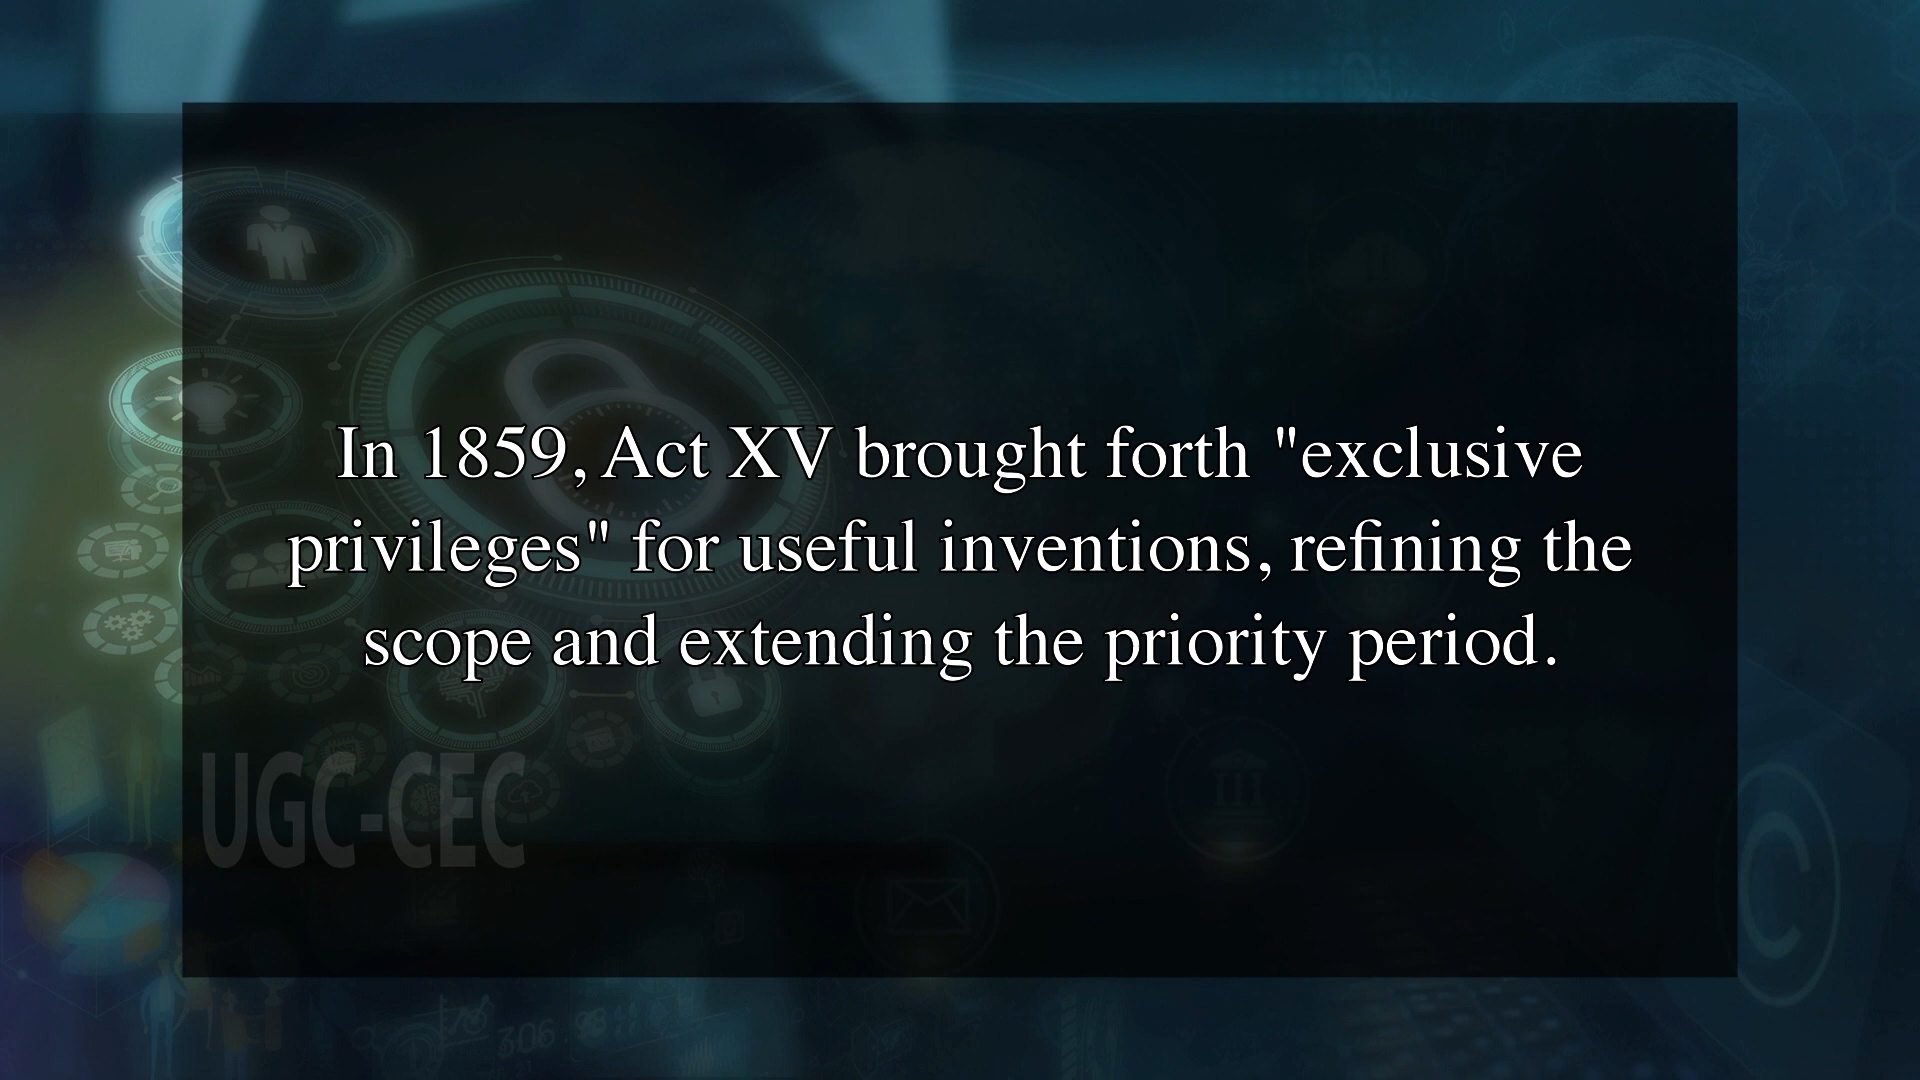 In 1859, Act XV brought forth "exclusive
privileges" for useful inventions, refining the
scope and extending the priority period.
UGC-CEC
306